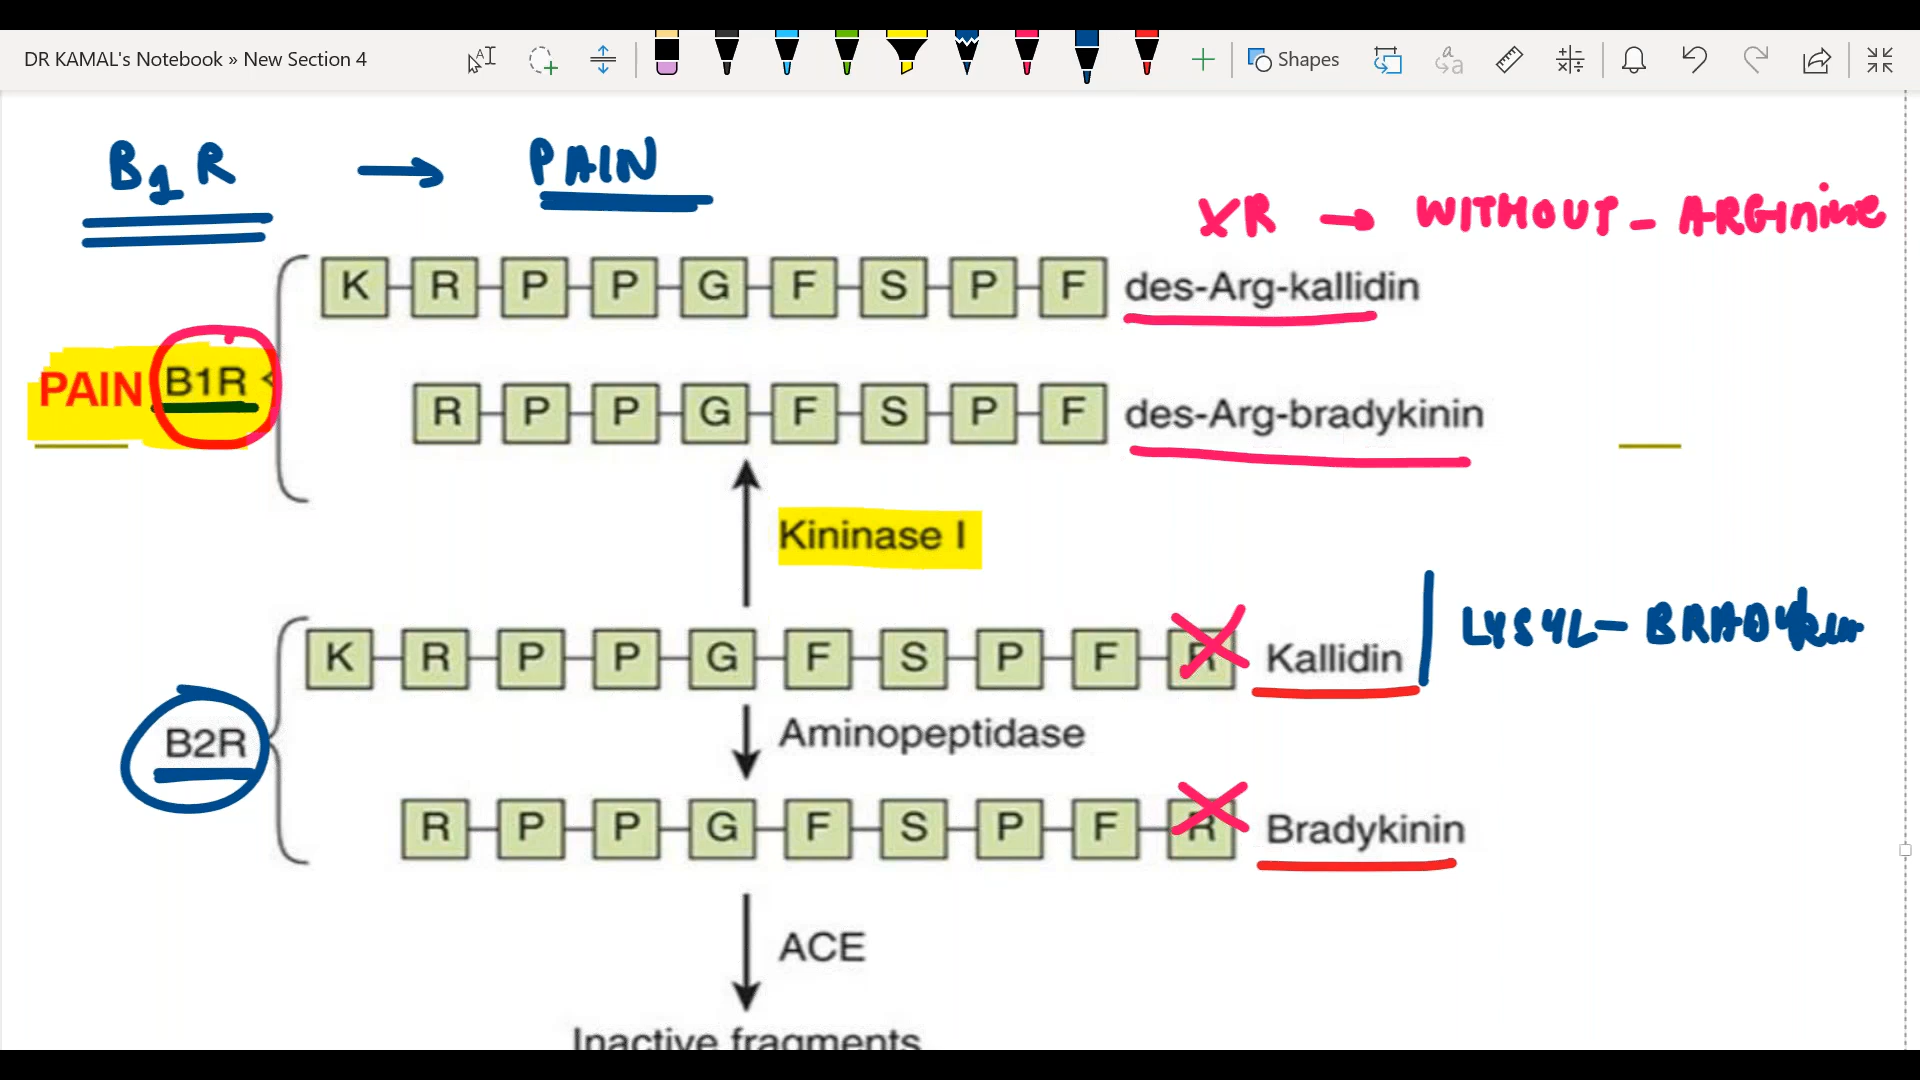 DR KAMAL's Notebook » New Section 4
Shapes
B1R → PAIN
XR → WITHOUT - ARGInine
K R P P G F S P F des-Arg-kallidin
PAIN B1R
R P P G F S P F des-Arg-bradykinin
Kininase I
K R P P G F S P F R Kallidin
LYSYL - BRADYkinin
Aminopeptidase
B2R
R P P G F S P F R Bradykinin
ACE
Inactive fragments